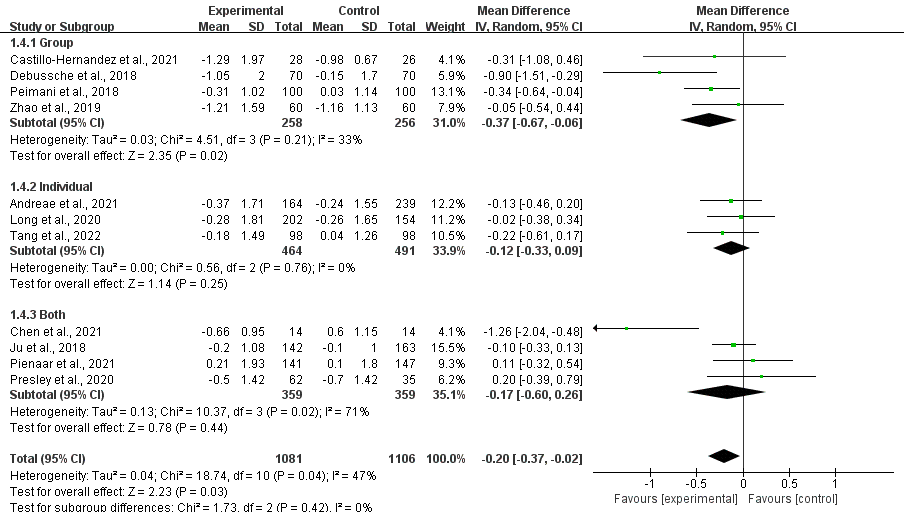 Experimental Control Mean Difference Mean Difference
Study or Subgroup Mean SD Total Mean SD Total Weight IV, Random, 95% CI IV, Random, 95% CI
1.4.1 Group
Castillo-Hernandez et al., 2021 -1.29 1.97 28 -0.98 0.67 26 4.1% -0.31 [-1.08, 0.46]
Debussche et al., 2018 -1.05 2 70 -0.15 1.7 70 5.9% -0.90 [-1.51, -0.29]
Peimani et al., 2018 -0.31 1.02 100 0.03 1.14 100 13.1% -0.34 [-0.64, -0.04]
Zhao et al., 2019 -1.21 1.59 60 -1.16 1.13 60 7.9% -0.05 [-0.54, 0.44]
Subtotal (95% CI) 258 256 31.0% -0.37 [-0.67, -0.06]
Heterogeneity: Tau² = 0.03; Chi² = 4.51, df = 3 (P = 0.21); I² = 33%
Test for overall effect: Z = 2.35 (P = 0.02)
1.4.2 Individual
Andreae et al., 2021 -0.37 1.71 164 -0.24 1.55 239 12.2% -0.13 [-0.46, 0.20]
Long et al., 2020 -0.28 1.81 202 -0.26 1.65 154 11.2% -0.02 [-0.38, 0.34]
Tang et al., 2022 -0.18 1.49 98 0.04 1.26 98 10.5% -0.22 [-0.61, 0.17]
Subtotal (95% CI) 464 491 33.9% -0.12 [-0.33, 0.09]
Heterogeneity: Tau² = 0.00; Chi² = 0.56, df = 2 (P = 0.76); I² = 0%
Test for overall effect: Z = 1.14 (P = 0.25)
1.4.3 Both
Chen et al., 2021 -0.66 0.95 14 0.6 1.15 14 4.1% -1.26 [-2.04, -0.48]
Ju et al., 2018 -0.2 1.08 142 -0.1 1 163 15.5% -0.10 [-0.33, 0.13]
Pienaar et al., 2021 0.21 1.93 141 0.1 1.8 147 9.3% 0.11 [-0.32, 0.54]
Presley et al., 2020 -0.5 1.42 62 -0.7 1.42 35 6.2% 0.20 [-0.39, 0.79]
Subtotal (95% CI) 359 359 35.1% -0.17 [-0.60, 0.26]
Heterogeneity: Tau² = 0.13; Chi² = 10.37, df = 3 (P = 0.02); I² = 71%
Test for overall effect: Z = 0.78 (P = 0.44)
Total (95% CI) 1081 1106 100.0% -0.20 [-0.37, -0.02]
Heterogeneity: Tau² = 0.04; Chi² = 18.74, df = 10 (P = 0.04); I² = 47%
Test for overall effect: Z = 2.23 (P = 0.03)
Test for subgroup differences: Chi² = 1.73, df = 2 (P = 0.42), I² = 0%
-1 -0.5 0 0.5 1
Favours [experimental] Favours [control]